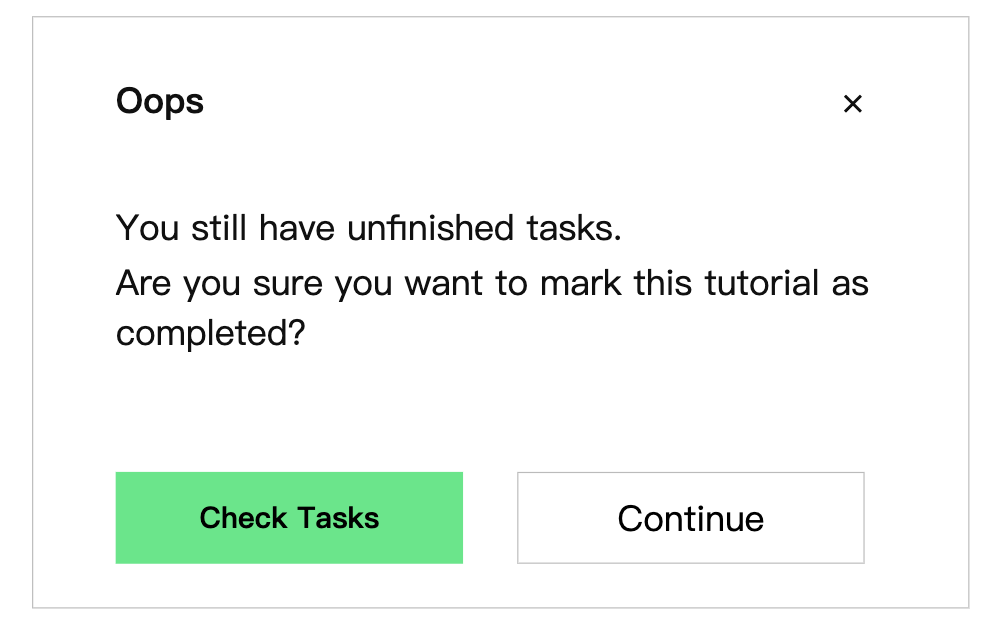 Oops
You still have unfinished tasks.
Are you sure you want to mark this tutorial as
completed?
Check Tasks
Continue